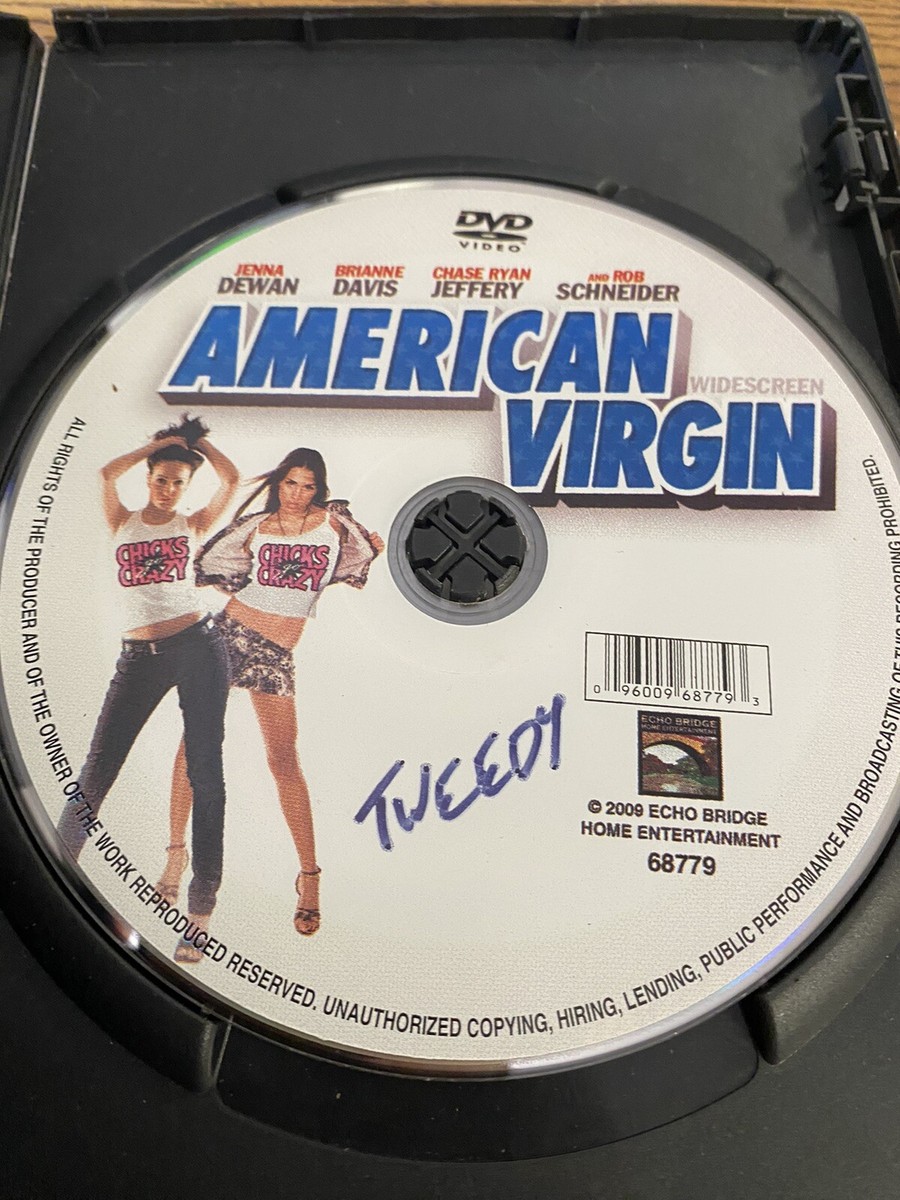 DVD
VIDEO
JENNA DEWAN
BRIANNE DAVIS
CHASE RYAN JEFFERY
AND ROB SCHNEIDER
AMERICAN
WIDESCREEN
VIRGIN
CHICKS
CRAZY
CHICKS
CRAZY
0 96009 68779 3
ECHO BRIDGE
HOME ENTERTAINMENT
TWEEDY
© 2009 ECHO BRIDGE
HOME ENTERTAINMENT
68779
ALL RIGHTS OF THE PRODUCER AND OF THE OWNER OF THE WORK REPRODUCED RESERVED. UNAUTHORIZED COPYING, HIRING, LENDING, PUBLIC PERFORMANCE AND BROADCASTING OF THIS RECORDING PROHIBITED.